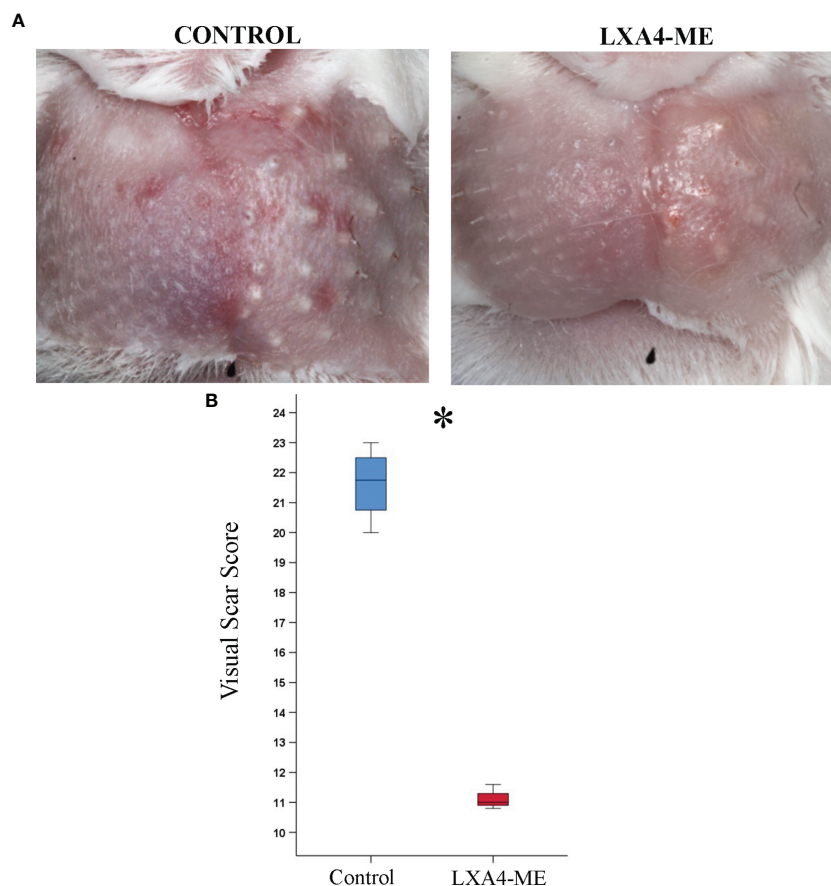 A
CONTROL
LXA4-ME
B
*
Visual Scar Score
24
23
22
21
20
19
18
17
16
15
14
13
12
11
10
Control
LXA4-ME